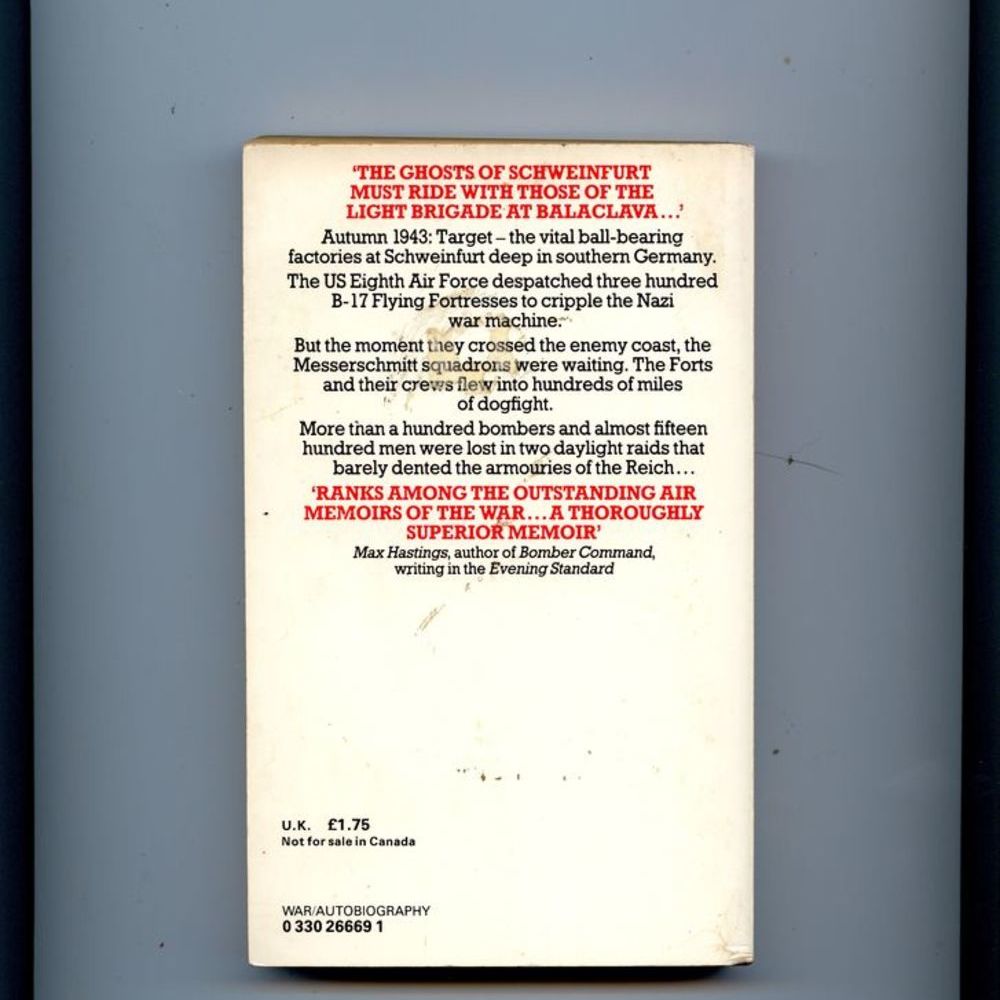 ‘THE GHOSTS OF SCHWEINFURT
MUST RIDE WITH THOSE OF THE
LIGHT BRIGADE AT BALACLAVA...’
Autumn 1943: Target – the vital ball-bearing
factories at Schweinfurt deep in southern Germany.
The US Eighth Air Force despatched three hundred
B-17 Flying Fortresses to cripple the Nazi
war machine.
But the moment they crossed the enemy coast, the
Messerschmitt squadrons were waiting. The Forts
and their crews flew into hundreds of miles
of dogfight.
More than a hundred bombers and almost fifteen
hundred men were lost in two daylight raids that
barely dented the armouries of the Reich...
‘RANKS AMONG THE OUTSTANDING AIR
MEMOIRS OF THE WAR...A THOROUGHLY
SUPERIOR MEMOIR’
Max Hastings, author of Bomber Command,
writing in the Evening Standard
U.K. £1.75
Not for sale in Canada
WAR/AUTOBIOGRAPHY
0 330 26669 1